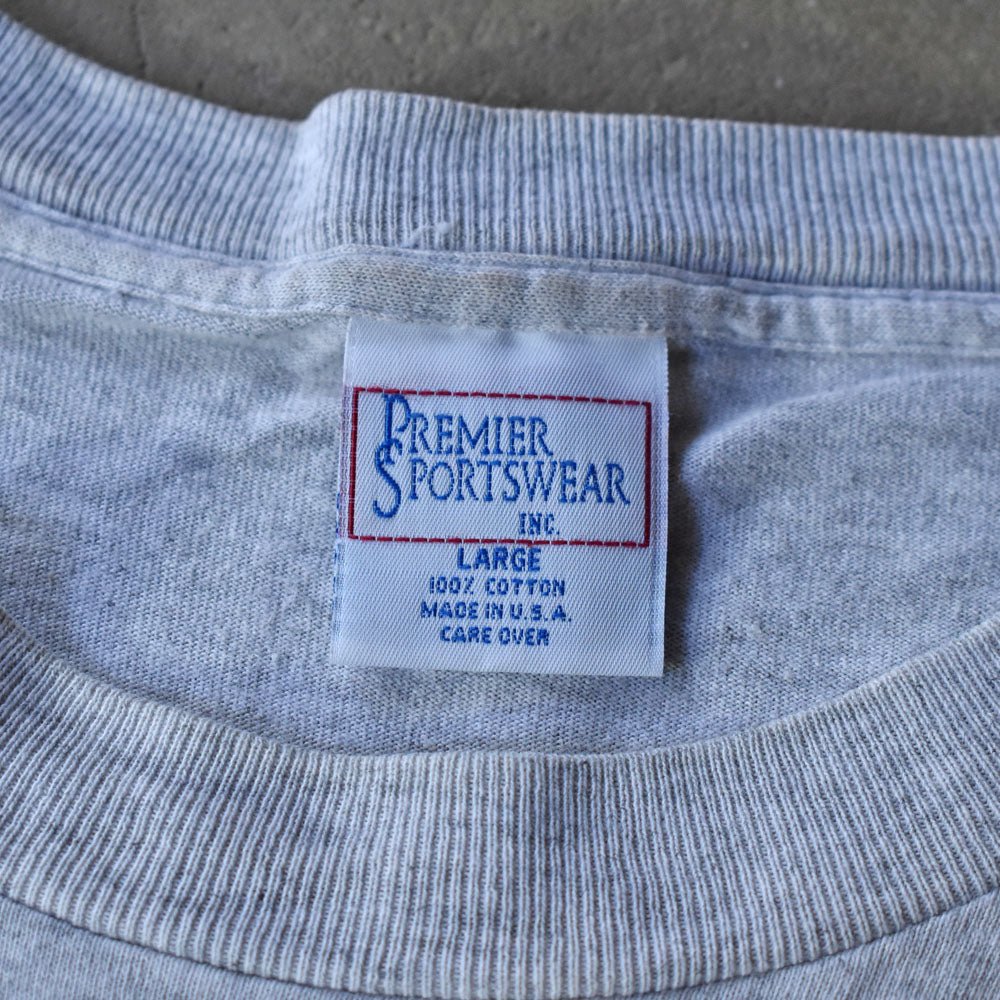 PREMIER
SPORTSWEAR
INC.
LARGE
100% COTTON
MADE IN U.S.A.
CARE OVER